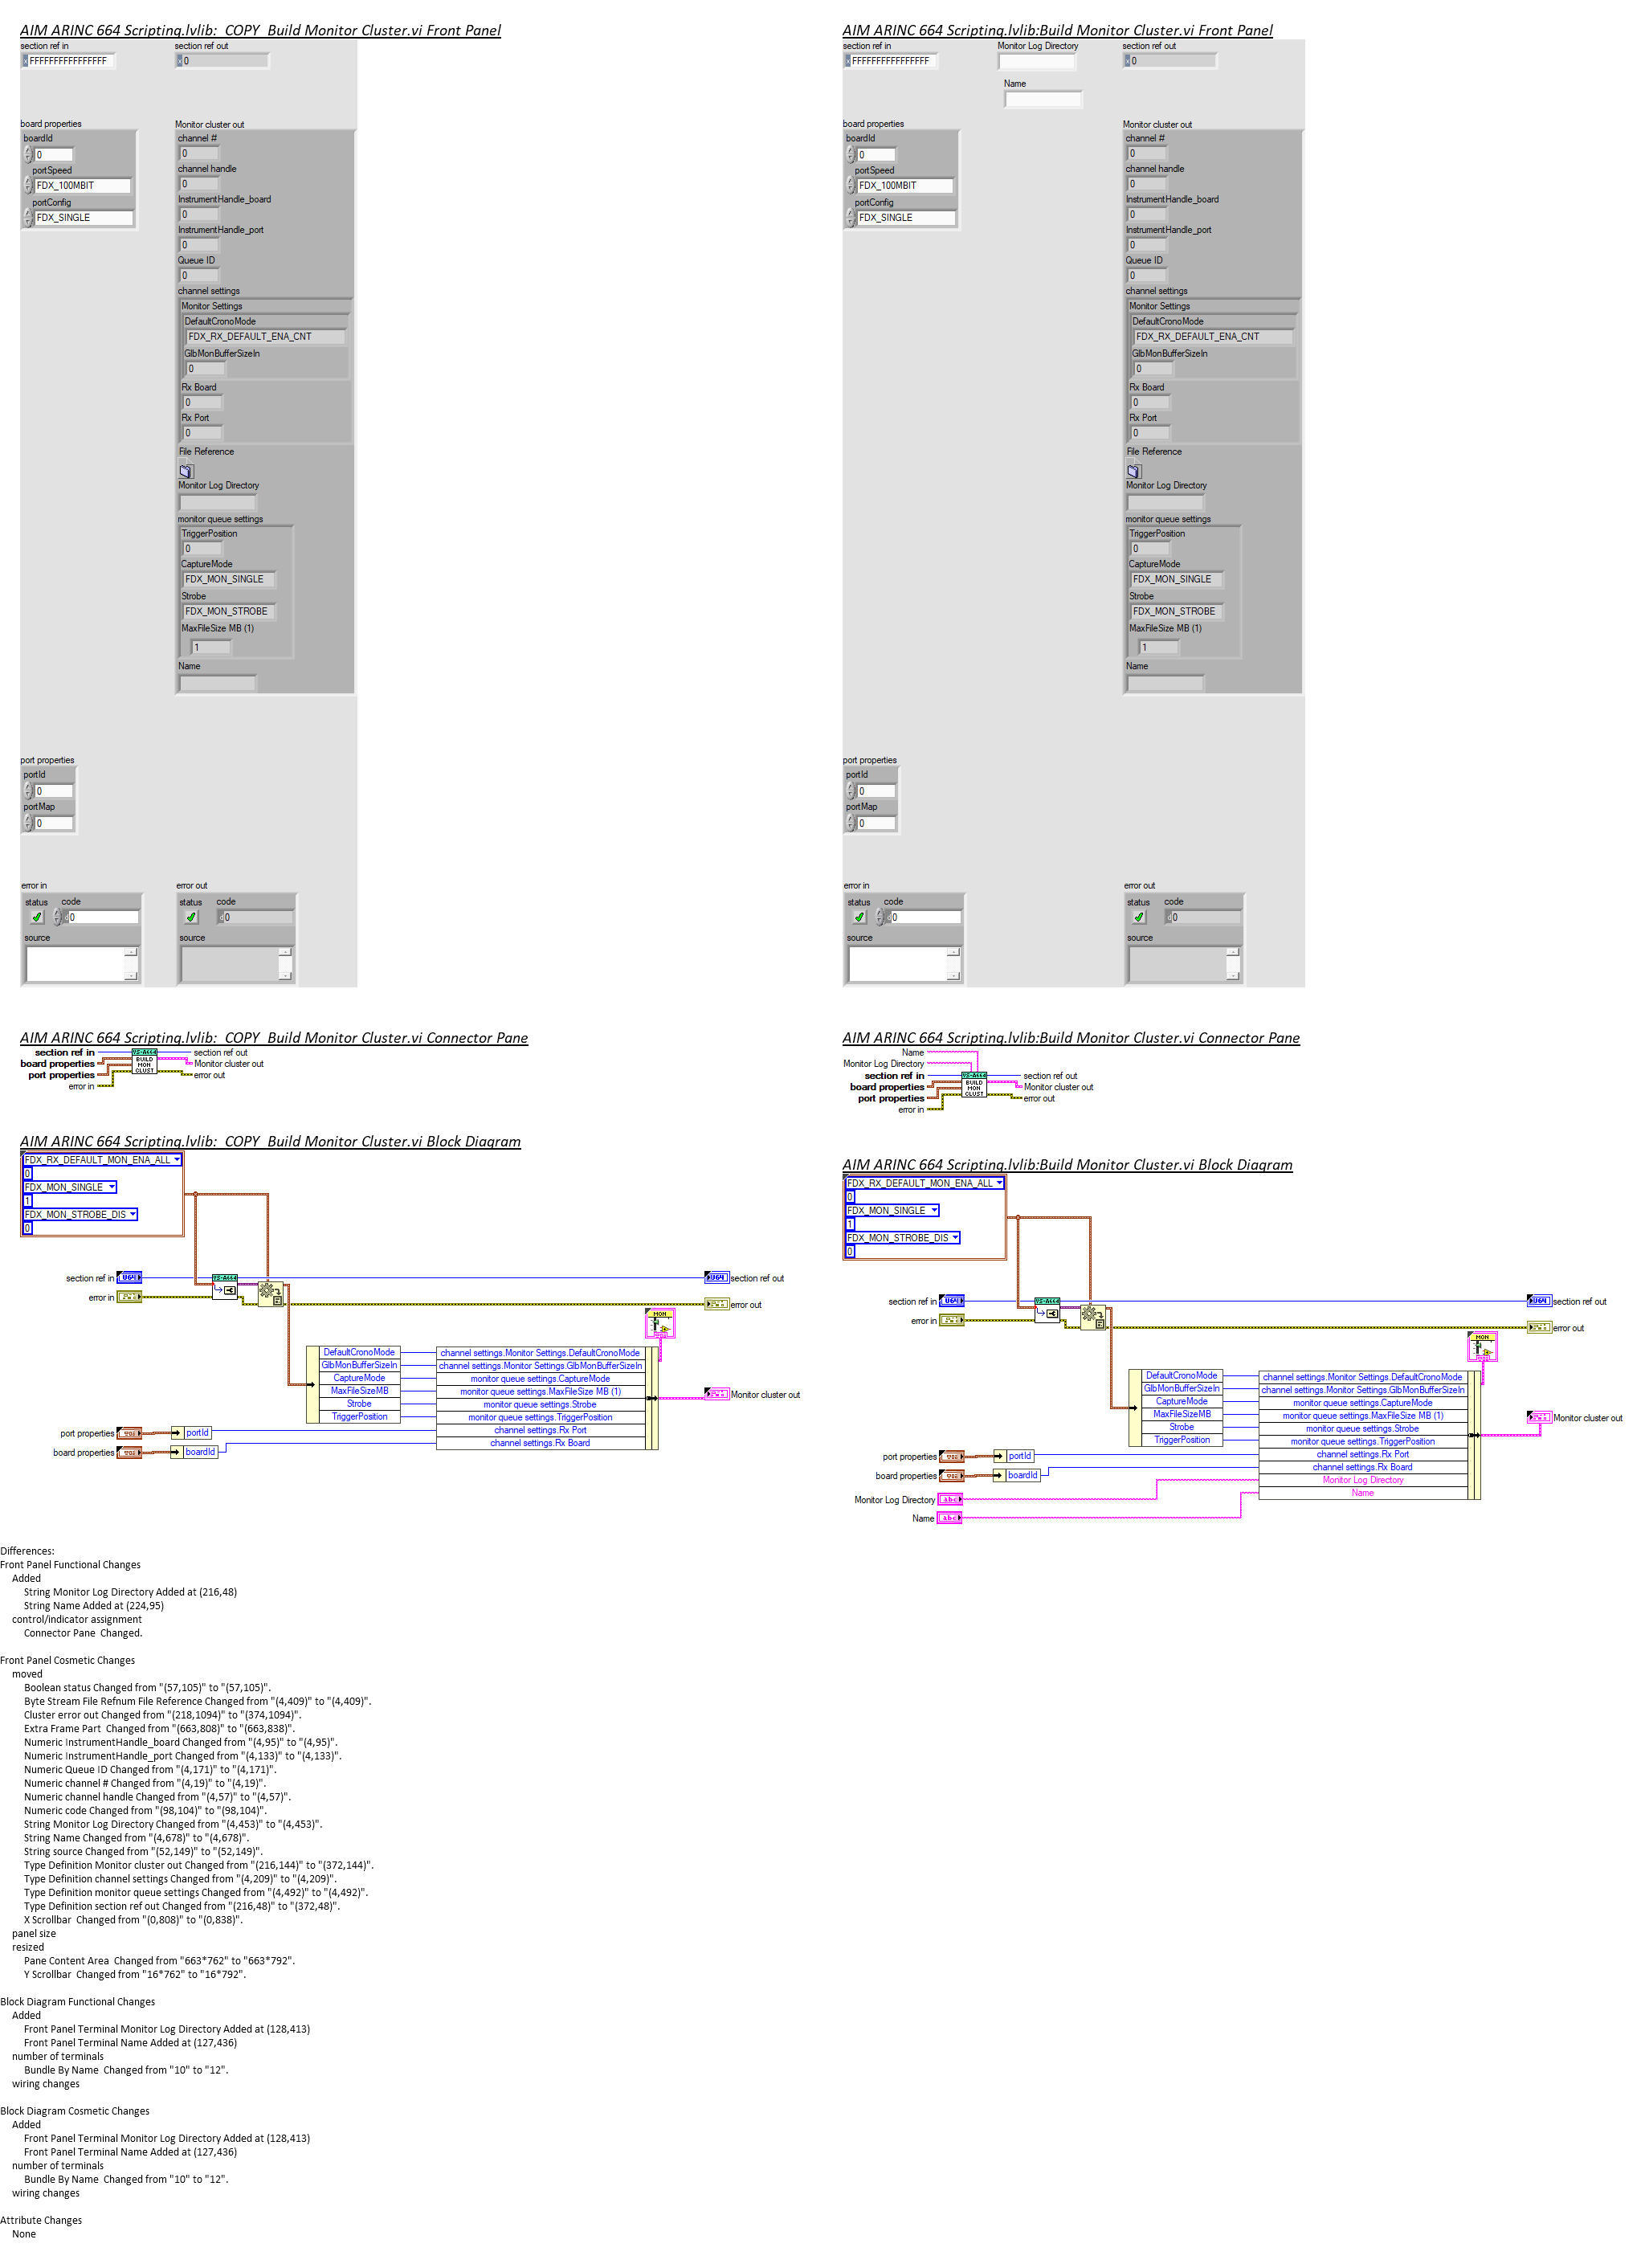 AIM ARINC 664 Scripting.lvlib:_COPY_Build Monitor Cluster.vi Front Panel
section ref in
section ref out
FFFFFFFFFFFFFFFF
x 0
board properties
boardId
0
portSpeed
FDX_100MBIT
portConfig
FDX_SINGLE
Monitor cluster out
channel #
0
channel handle
0
InstrumentHandle_board
0
InstrumentHandle_port
0
Queue ID
0
channel settings
Monitor Settings
DefaultCronoMode
FDX_RX_DEFAULT_ENA_CNT
GlbMonBufferSizeIn
0
Rx Board
0
Rx Port
0
File Reference
Monitor Log Directory
monitor queue settings
TriggerPosition
0
CaptureMode
FDX_MON_SINGLE
Strobe
FDX_MON_STROBE
MaxFileSize MB (1)
1
Name
port properties
portId
0
portMap
0
error in
status
code
d 0
source
error out
status
code
d 0
source
AIM ARINC 664 Scripting.lvlib:Build Monitor Cluster.vi Front Panel
section ref in
Monitor Log Directory
section ref out
FFFFFFFFFFFFFFFF
x 0
Name
board properties
boardId
0
portSpeed
FDX_100MBIT
portConfig
FDX_SINGLE
Monitor cluster out
channel #
0
channel handle
0
InstrumentHandle_board
0
InstrumentHandle_port
0
Queue ID
0
channel settings
Monitor Settings
DefaultCronoMode
FDX_RX_DEFAULT_ENA_CNT
GlbMonBufferSizeIn
0
Rx Board
0
Rx Port
0
File Reference
Monitor Log Directory
monitor queue settings
TriggerPosition
0
CaptureMode
FDX_MON_SINGLE
Strobe
FDX_MON_STROBE
MaxFileSize MB (1)
1
Name
port properties
portId
0
portMap
0
error in
status
code
d 0
source
error out
status
code
d 0
source
AIM ARINC 664 Scripting.lvlib:_COPY_Build Monitor Cluster.vi Connector Pane
section ref in
board properties
port properties
error in
VS-A664
BUILD
MON
CLUST
section ref out
Monitor cluster out
error out
AIM ARINC 664 Scripting.lvlib:Build Monitor Cluster.vi Connector Pane
Name
Monitor Log Directory
section ref in
board properties
port properties
error in
VS-A664
BUILD
MON
CLUST
section ref out
Monitor cluster out
error out
AIM ARINC 664 Scripting.lvlib:_COPY_Build Monitor Cluster.vi Block Diagram
FDX_RX_DEFAULT_MON_ENA_ALL
0
FDX_MON_SINGLE
1
FDX_MON_STROBE_DIS
0
section ref in
U64
VS-A664
U64
section ref out
error in
error out
MON
DefaultCronoMode
GlbMonBufferSizeIn
CaptureMode
MaxFileSizeMB
Strobe
TriggerPosition
channel settings.Monitor Settings.DefaultCronoMode
channel settings.Monitor Settings.GlbMonBufferSizeIn
monitor queue settings.CaptureMode
monitor queue settings.MaxFileSize MB (1)
monitor queue settings.Strobe
monitor queue settings.TriggerPosition
channel settings.Rx Port
channel settings.Rx Board
Monitor cluster out
port properties
portId
board properties
boardId
AIM ARINC 664 Scripting.lvlib:Build Monitor Cluster.vi Block Diagram
FDX_RX_DEFAULT_MON_ENA_ALL
0
FDX_MON_SINGLE
1
FDX_MON_STROBE_DIS
0
section ref in
U64
VS-A664
U64
section ref out
error in
error out
MON
DefaultCronoMode
GlbMonBufferSizeIn
CaptureMode
MaxFileSizeMB
Strobe
TriggerPosition
channel settings.Monitor Settings.DefaultCronoMode
channel settings.Monitor Settings.GlbMonBufferSizeIn
monitor queue settings.CaptureMode
monitor queue settings.MaxFileSize MB (1)
monitor queue settings.Strobe
monitor queue settings.TriggerPosition
channel settings.Rx Port
channel settings.Rx Board
Monitor Log Directory
Name
Monitor cluster out
port properties
portId
board properties
boardId
Monitor Log Directory
abc
Name
abc
Differences:
Front Panel Functional Changes
Added
String Monitor Log Directory Added at (216,48)
String Name Added at (224,95)
control/indicator assignment
Connector Pane  Changed.
Front Panel Cosmetic Changes
moved
Boolean status Changed from "(57,105)" to "(57,105)".
Byte Stream File Refnum File Reference Changed from "(4,409)" to "(4,409)".
Cluster error out Changed from "(218,1094)" to "(374,1094)".
Extra Frame Part  Changed from "(663,808)" to "(663,838)".
Numeric InstrumentHandle_board Changed from "(4,95)" to "(4,95)".
Numeric InstrumentHandle_port Changed from "(4,133)" to "(4,133)".
Numeric Queue ID Changed from "(4,171)" to "(4,171)".
Numeric channel # Changed from "(4,19)" to "(4,19)".
Numeric channel handle Changed from "(4,57)" to "(4,57)".
Numeric code Changed from "(98,104)" to "(98,104)".
String Monitor Log Directory Changed from "(4,453)" to "(4,453)".
String Name Changed from "(4,678)" to "(4,678)".
String source Changed from "(52,149)" to "(52,149)".
Type Definition Monitor cluster out Changed from "(216,144)" to "(372,144)".
Type Definition channel settings Changed from "(4,209)" to "(4,209)".
Type Definition monitor queue settings Changed from "(4,492)" to "(4,492)".
Type Definition section ref out Changed from "(216,48)" to "(372,48)".
X Scrollbar  Changed from "(0,808)" to "(0,838)".
panel size
resized
Pane Content Area  Changed from "663*762" to "663*792".
Y Scrollbar  Changed from "16*762" to "16*792".
Block Diagram Functional Changes
Added
Front Panel Terminal Monitor Log Directory Added at (128,413)
Front Panel Terminal Name Added at (127,436)
number of terminals
Bundle By Name  Changed from "10" to "12".
wiring changes
Block Diagram Cosmetic Changes
Added
Front Panel Terminal Monitor Log Directory Added at (128,413)
Front Panel Terminal Name Added at (127,436)
number of terminals
Bundle By Name  Changed from "10" to "12".
wiring changes
Attribute Changes
None